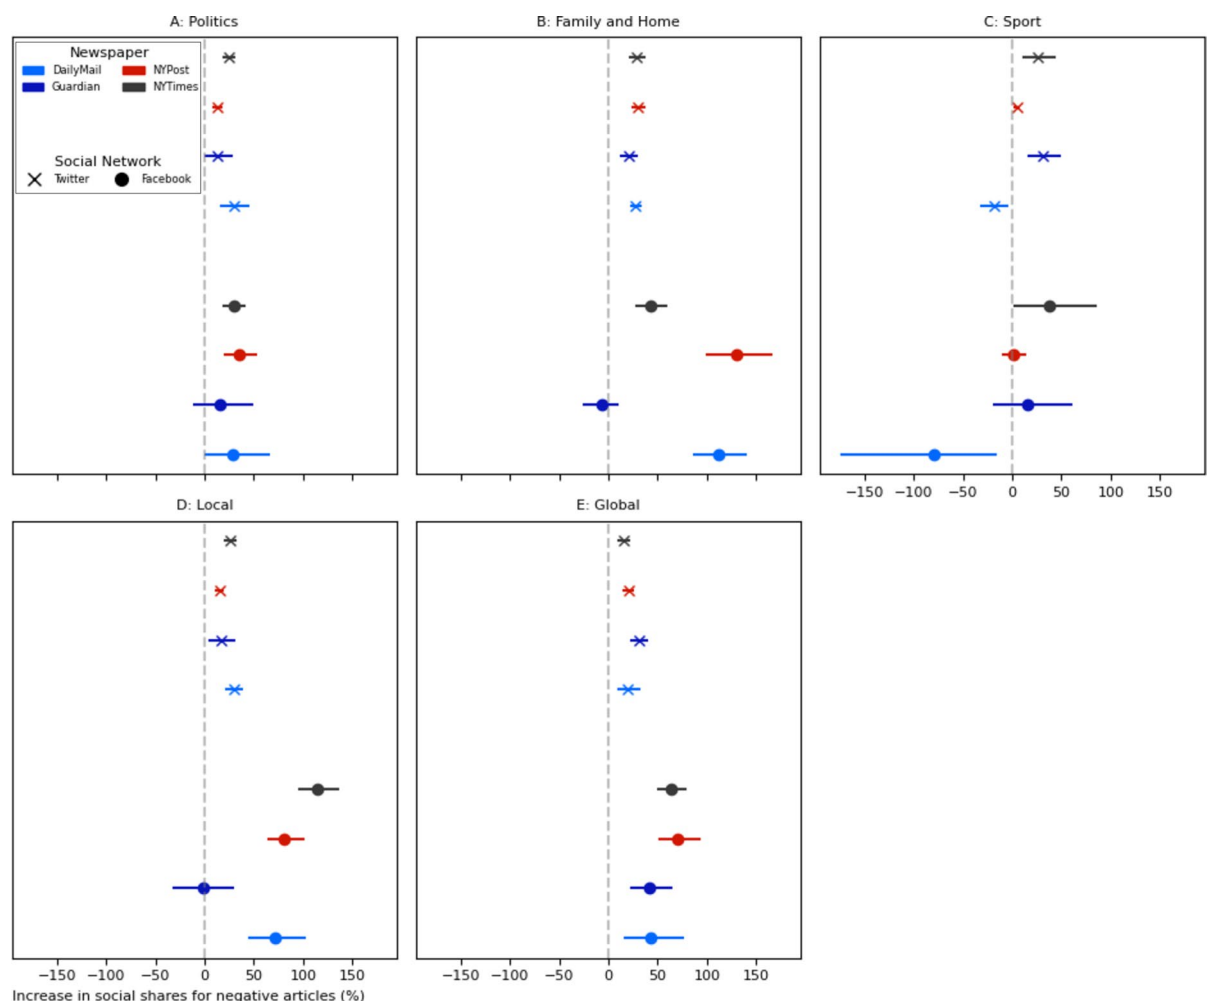 A: Politics
B: Family and Home
C: Sport
Newspaper
DailyMail
NYPost
Guardian
NYTimes
Social Network
Twitter
Facebook
−150 −100 −50 0 50 100 150
D: Local
E: Global
−150 −100 −50 0 50 100 150
−150 −100 −50 0 50 100 150
Increase in social shares for negative articles (%)